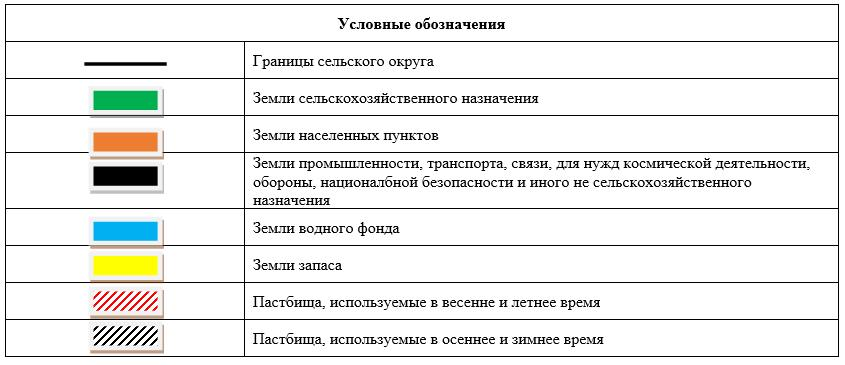 Условные обозначения
Границы сельского округа
Земли сельскохозяйственного назначения
Земли населенных пунктов
Земли промышленности, транспорта, связи, для нужд космической деятельности,
обороны, националбной безопасности и иного не сельскохозяйственного
назначения
Земли водного фонда
Земли запаса
Пастбища, используемые в весенне и летнее время
Пастбища, используемые в осеннее и зимнее время